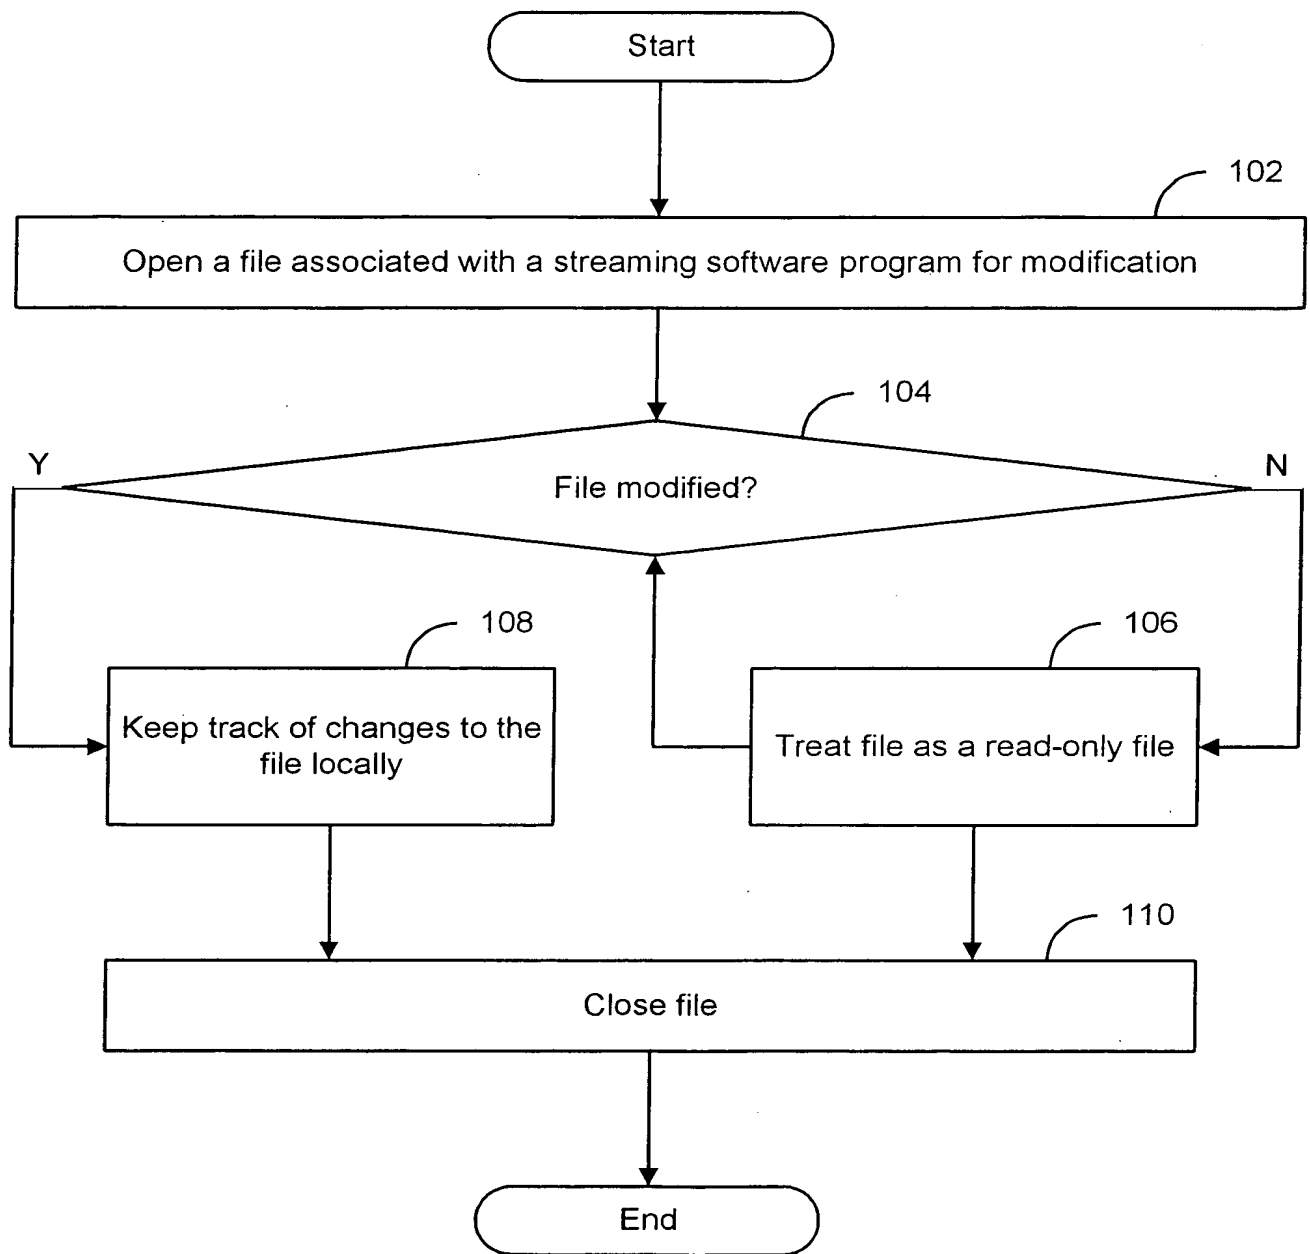 Start
102
Open a file associated with a streaming software program for modification
104
Y
File modified?
N
108
106
Keep track of changes to the
file locally
Treat file as a read-only file
110
Close file
End